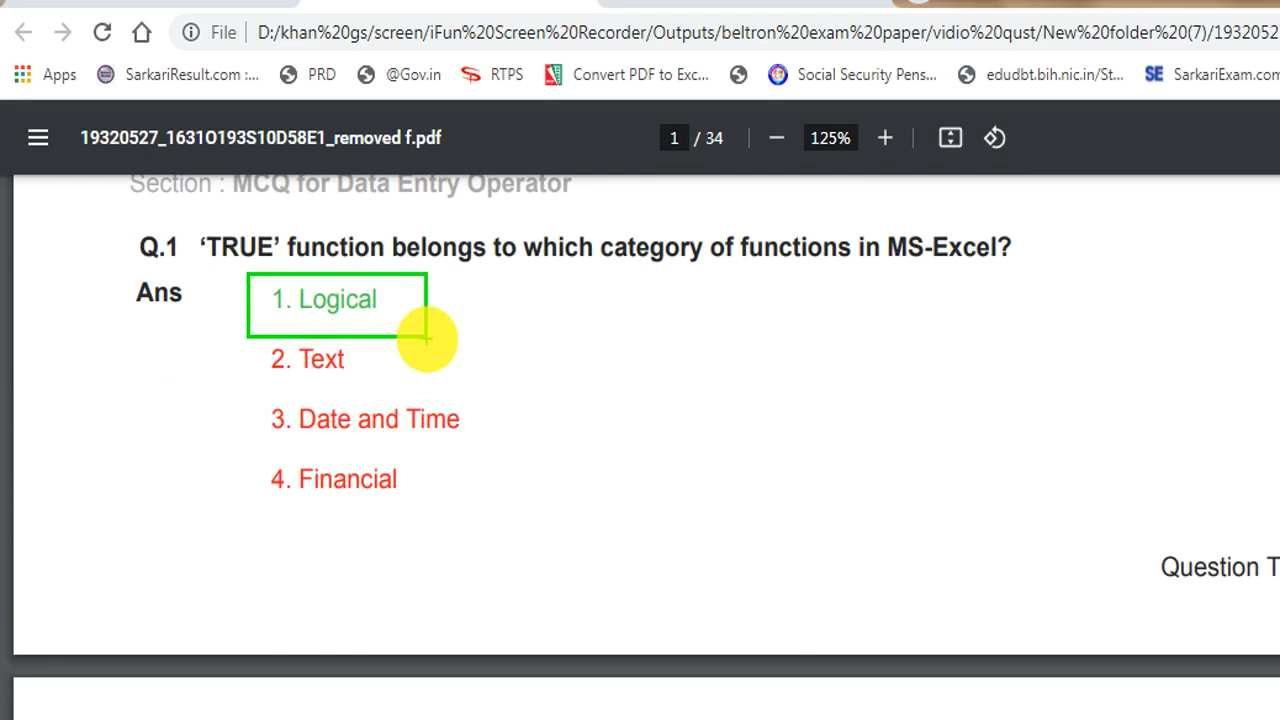 File D:/khan%20gs/screen/iFun%20Screen%20Recorder/Outputs/beltron%20exam%20paper/vidio%20qust/New%20folder%20(7)/1932052
Apps SarkariResult.com :... PRD @Gov.in RTPS Convert PDF to Exc... Social Security Pens... edudbt.bih.nic.in/St... SE SarkariExam.com
19320527_1631O193S10D58E1_removed f.pdf 1 / 34 125%
Section : MCQ for Data Entry Operator
Q.1 ‘TRUE’ function belongs to which category of functions in MS-Excel?
Ans 1. Logical
2. Text
3. Date and Time
4. Financial
Question T